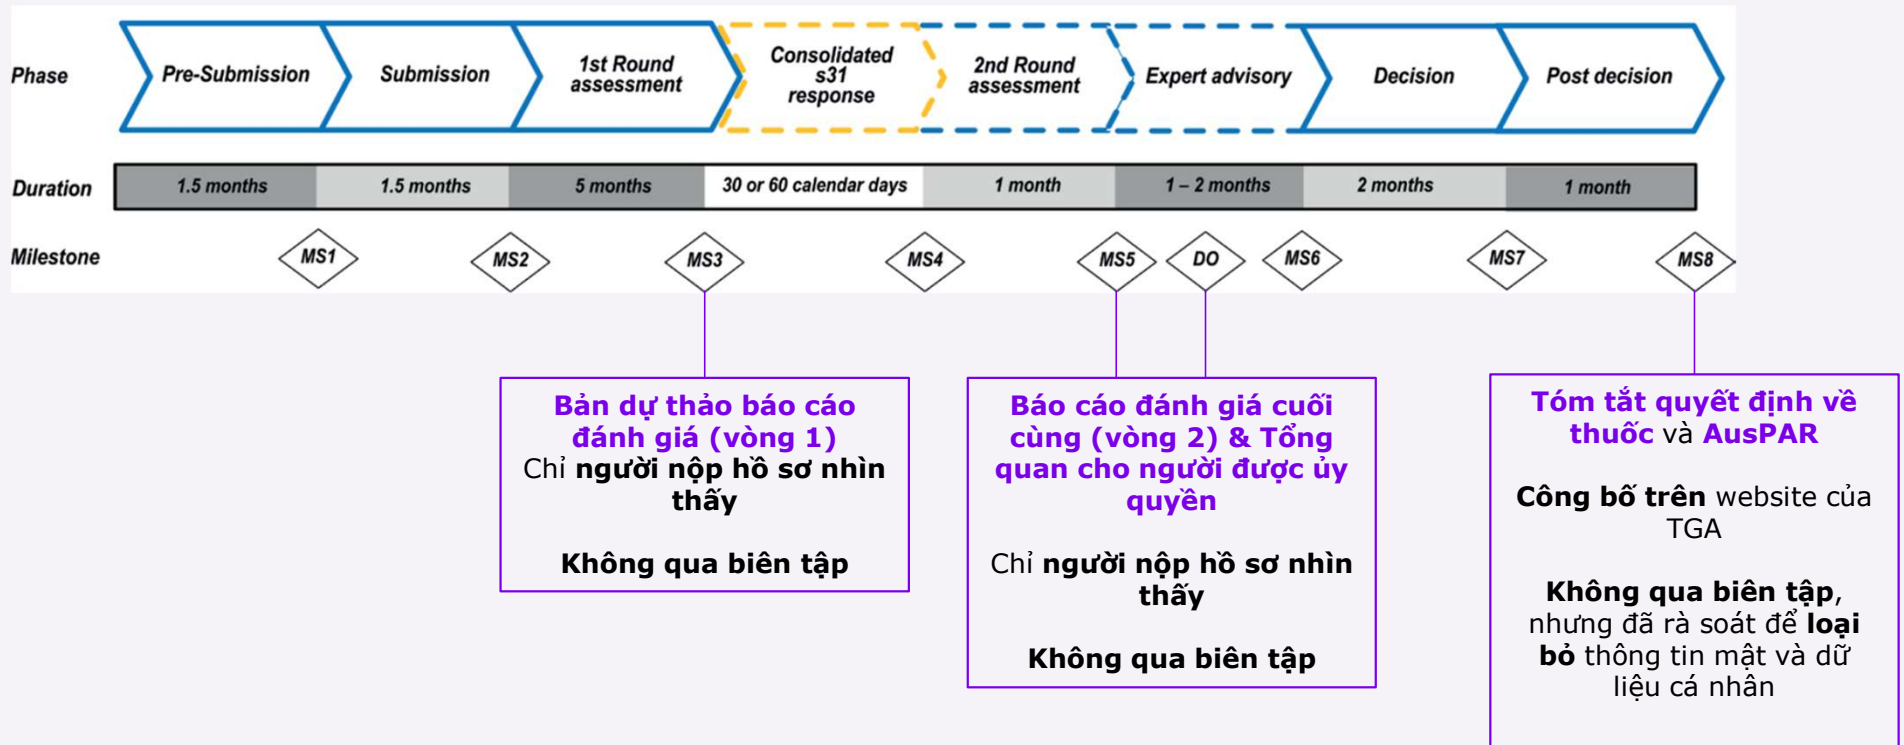 Phase
Pre-Submission
Submission
1st Round
assessment
Consolidated
s31
response
2nd Round
assessment
Expert advisory
Decision
Post decision
Duration
1.5 months
1.5 months
5 months
30 or 60 calendar days
1 month
1 – 2 months
2 months
1 month
Milestone
MS1
MS2
MS3
MS4
MS5
DO
MS6
MS7
MS8
Bản dự thảo báo cáo
đánh giá (vòng 1)
Chỉ người nộp hồ sơ nhìn
thấy
Không qua biên tập
Báo cáo đánh giá cuối
cùng (vòng 2) & Tổng
quan cho người được ủy
quyền
Chỉ người nộp hồ sơ nhìn
thấy
Không qua biên tập
Tóm tắt quyết định về
thuốc và AusPAR
Công bố trên website của
TGA
Không qua biên tập,
nhưng đã rà soát để loại
bỏ thông tin mật và dữ
liệu cá nhân